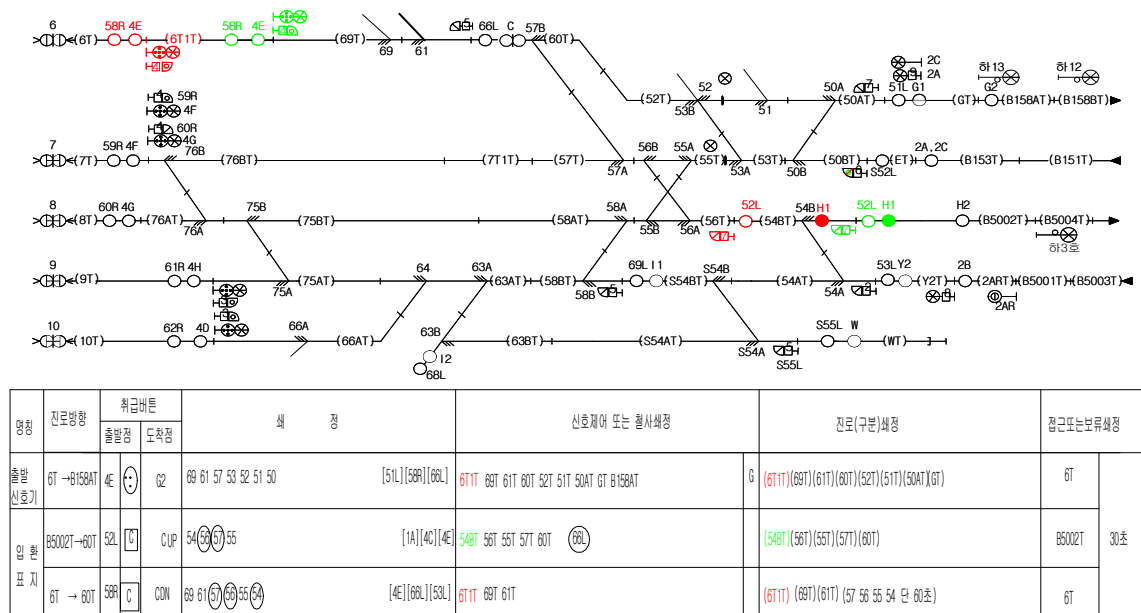 6 58R 4E 58R 4E 5 66L C 57B
(6T) (6T1T) (69T) 69 61 (60T)
2C
2A
하13 하12
4 59R
4F
4 60R
4G
(52T) 52 53B 51 50A (50AT) 7 51L G1 (GT) G2 (B158AT) (B158BT)
7 59R 4F 76B 56B 55A
(7T) (76BT) (7T1T) (57T) 57A (55T) 53A (53T) 50B (50BT) S52L (ET) 2A,2C (B153T) (B151T)
8 60R 4G 75B 58A 52L 54B H1 52L H1 H2
(8T) (76AT) 76A (75BT) (58AT) 55B 56A (56T) (54BT) (B5002T) (B5004T)
하3호
9 61R 4H 64 63A 69L I1 S54B 53L Y2 2B
(9T) 75A (75AT) (63AT) (58BT) 58B 5 (S54BT) (54AT) 54A 2 (Y2T) 8 (2ART) (B5001T) (B5003T)
2AR
10 62R 4D 66A 63B S55L W
(10T) (66AT) (63BT) (S54AT) S54A 5 (WT)
I2 S55L
68L
명칭 진로방향 취급버튼 쇄 정 신호제어 또는 철사쇄정 진로(구분)쇄정 접근또는보류쇄정
출발점 도착점
출발 신호기 6T →B158AT 4E G2 69 61 57 53 52 51 50 [51L][58R][66L] 6T1T 69T 61T 60T 52T 51T 50AT GT B158AT G (6T1T)(69T)(61T)(60T)(52T)(51T)(50AT)(GT) 6T
입 환 표 지 B5002T→60T 52L C CUP 54 56 57 55 [1A][4C][4E] 54BT 56T 55T 57T 60T 66L (54BT)(56T)(55T)(57T)(60T) B5002T 30초
6T → 60T 58R C CDN 69 61 57 56 55 54 [4E][66L][53L] 6T1T 69T 61T (6T1T) (69T)(61T) (57 56 55 54 단 60초) 6T